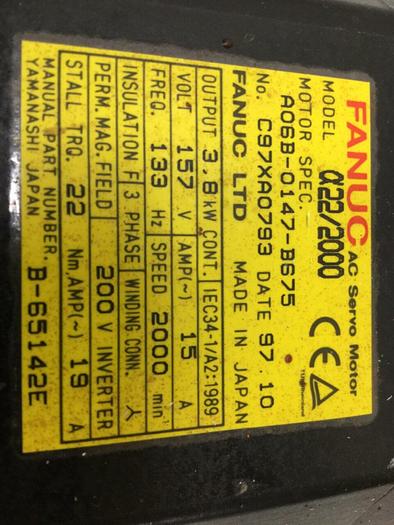 FANUC AC Servo Motor
MODEL α22/2000
MOTOR SPEC.
A06B-0147-B675
No. C97XA0793 DATE 97.10
FANUC LTD MADE IN JAPAN
CE
TÜV Rheinland
OUTPUT 3.8 kW CONT. IEC34-1/A2:1989
VOLT 157 V AMP(~) 15 A
FREQ. 133 Hz SPEED 2000 min⁻¹
INSULATION F 3 PHASE WINDING CONN. Y
PERM. MAG. FIELD 200 V INVERTER
STALL TRQ. 22 Nm, AMP(~) 19 A
MANUAL PART NUMBER. B-65142E
YAMANASHI JAPAN